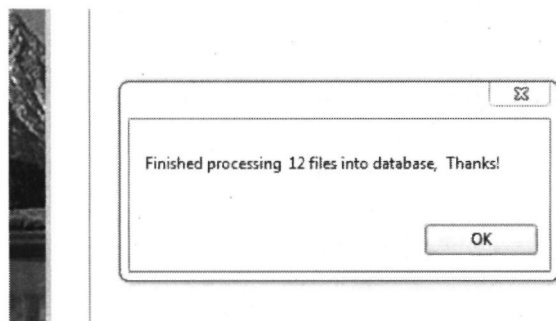 Finished processing 12 files into database, Thanks!
OK